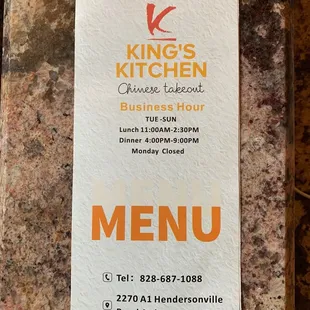 K
KING'S
KITCHEN
Chinese takeout
Business Hour
TUE-SUN
Lunch 11:00AM-2:30PM
Dinner 4:00PM-9:00PM
Monday Closed
MENU
Tel: 828-687-1088
2270 A1 Hendersonville